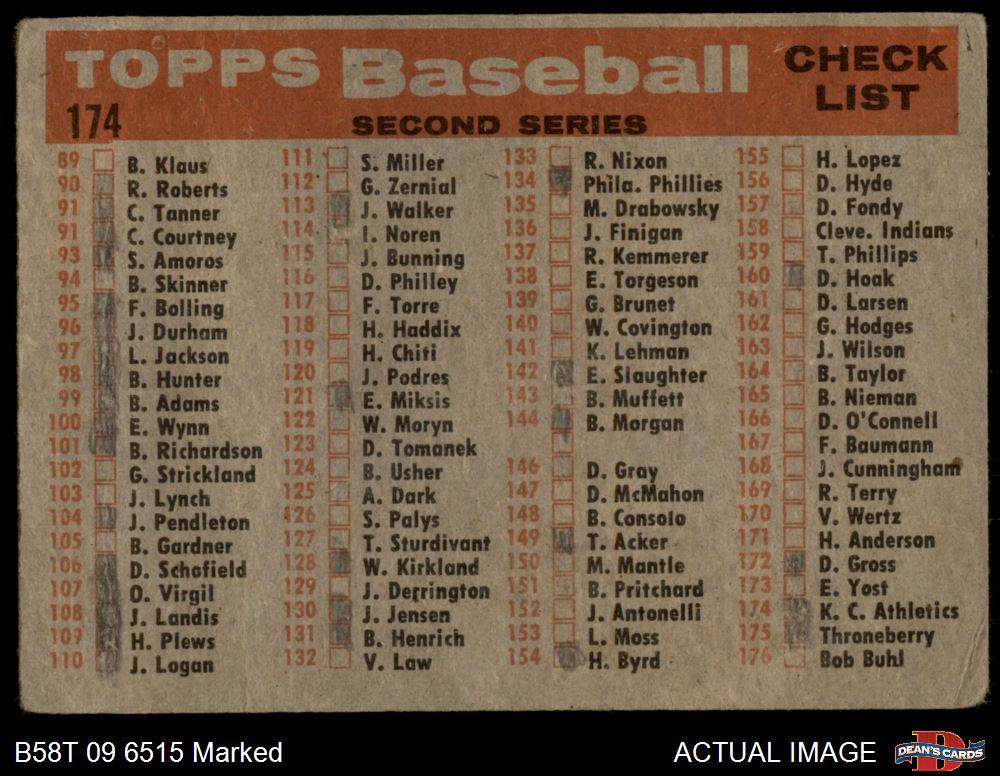 TOPPS Baseball CHECK LIST
174
SECOND SERIES
89 B. Klaus
90 R. Roberts
91 C. Tanner
91 C. Courtney
93 S. Amoros
94 B. Skinner
95 F. Bolling
96 J. Durham
97 L. Jackson
98 B. Hunter
99 B. Adams
100 E. Wynn
101 B. Richardson
102 G. Strickland
103 J. Lynch
104 J. Pendleton
105 B. Gardner
106 D. Schofield
107 O. Virgil
108 J. Landis
109 H. Plews
110 J. Logan
111 S. Miller
112 G. Zernial
113 J. Walker
114 I. Noren
115 J. Bunning
116 D. Philley
117 F. Torre
118 H. Haddix
119 H. Chiti
120 J. Podres
121 E. Miksis
122 W. Moryn
123 D. Tomanek
124 B. Usher
125 A. Dark
126 S. Palys
127 T. Sturdivant
128 W. Kirkland
129 J. Derrington
130 J. Jensen
131 B. Henrich
132 V. Law
133 R. Nixon
134 Phila. Phillies
135 M. Drabowsky
136 J. Finigan
137 R. Kemmerer
138 E. Torgeson
139 G. Brunet
140 W. Covington
141 K. Lehman
142 E. Slaughter
143 B. Muffett
144 B. Morgan
146 D. Gray
147 D. McMahon
148 B. Consolo
149 T. Acker
150 M. Mantle
151 B. Pritchard
152 J. Antonelli
153 L. Moss
154 H. Byrd
155 H. Lopez
156 D. Hyde
157 D. Fondy
158 Cleve. Indians
159 T. Phillips
160 D. Hoak
161 D. Larsen
162 G. Hodges
163 J. Wilson
164 B. Taylor
165 B. Nieman
166 D. O'Connell
167 F. Baumann
168 J. Cunningham
169 R. Terry
170 V. Wertz
171 H. Anderson
172 D. Gross
173 E. Yost
174 K. C. Athletics
175 Throneberry
176 Bob Buhl
B58T 09 6515 Marked
ACTUAL IMAGE
DEAN'S CARDS